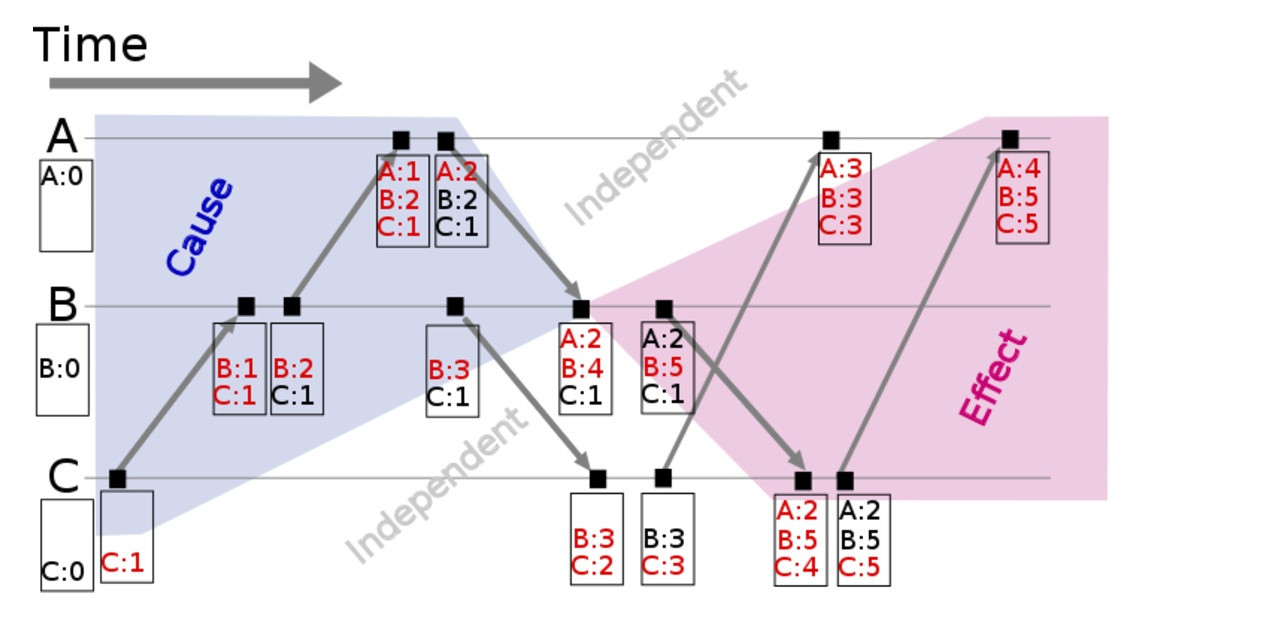 Time
A
A:0
A:1
B:2
C:1
A:2
B:2
C:1
Independent
A:3
B:3
C:3
A:4
B:5
C:5
Cause
B
B:0
B:1
C:1
B:2
C:1
B:3
C:1
A:2
B:4
C:1
A:2
B:5
C:1
Effect
Independent
C
C:0
C:1
B:3
C:2
B:3
C:3
A:2
B:5
C:4
A:2
B:5
C:5